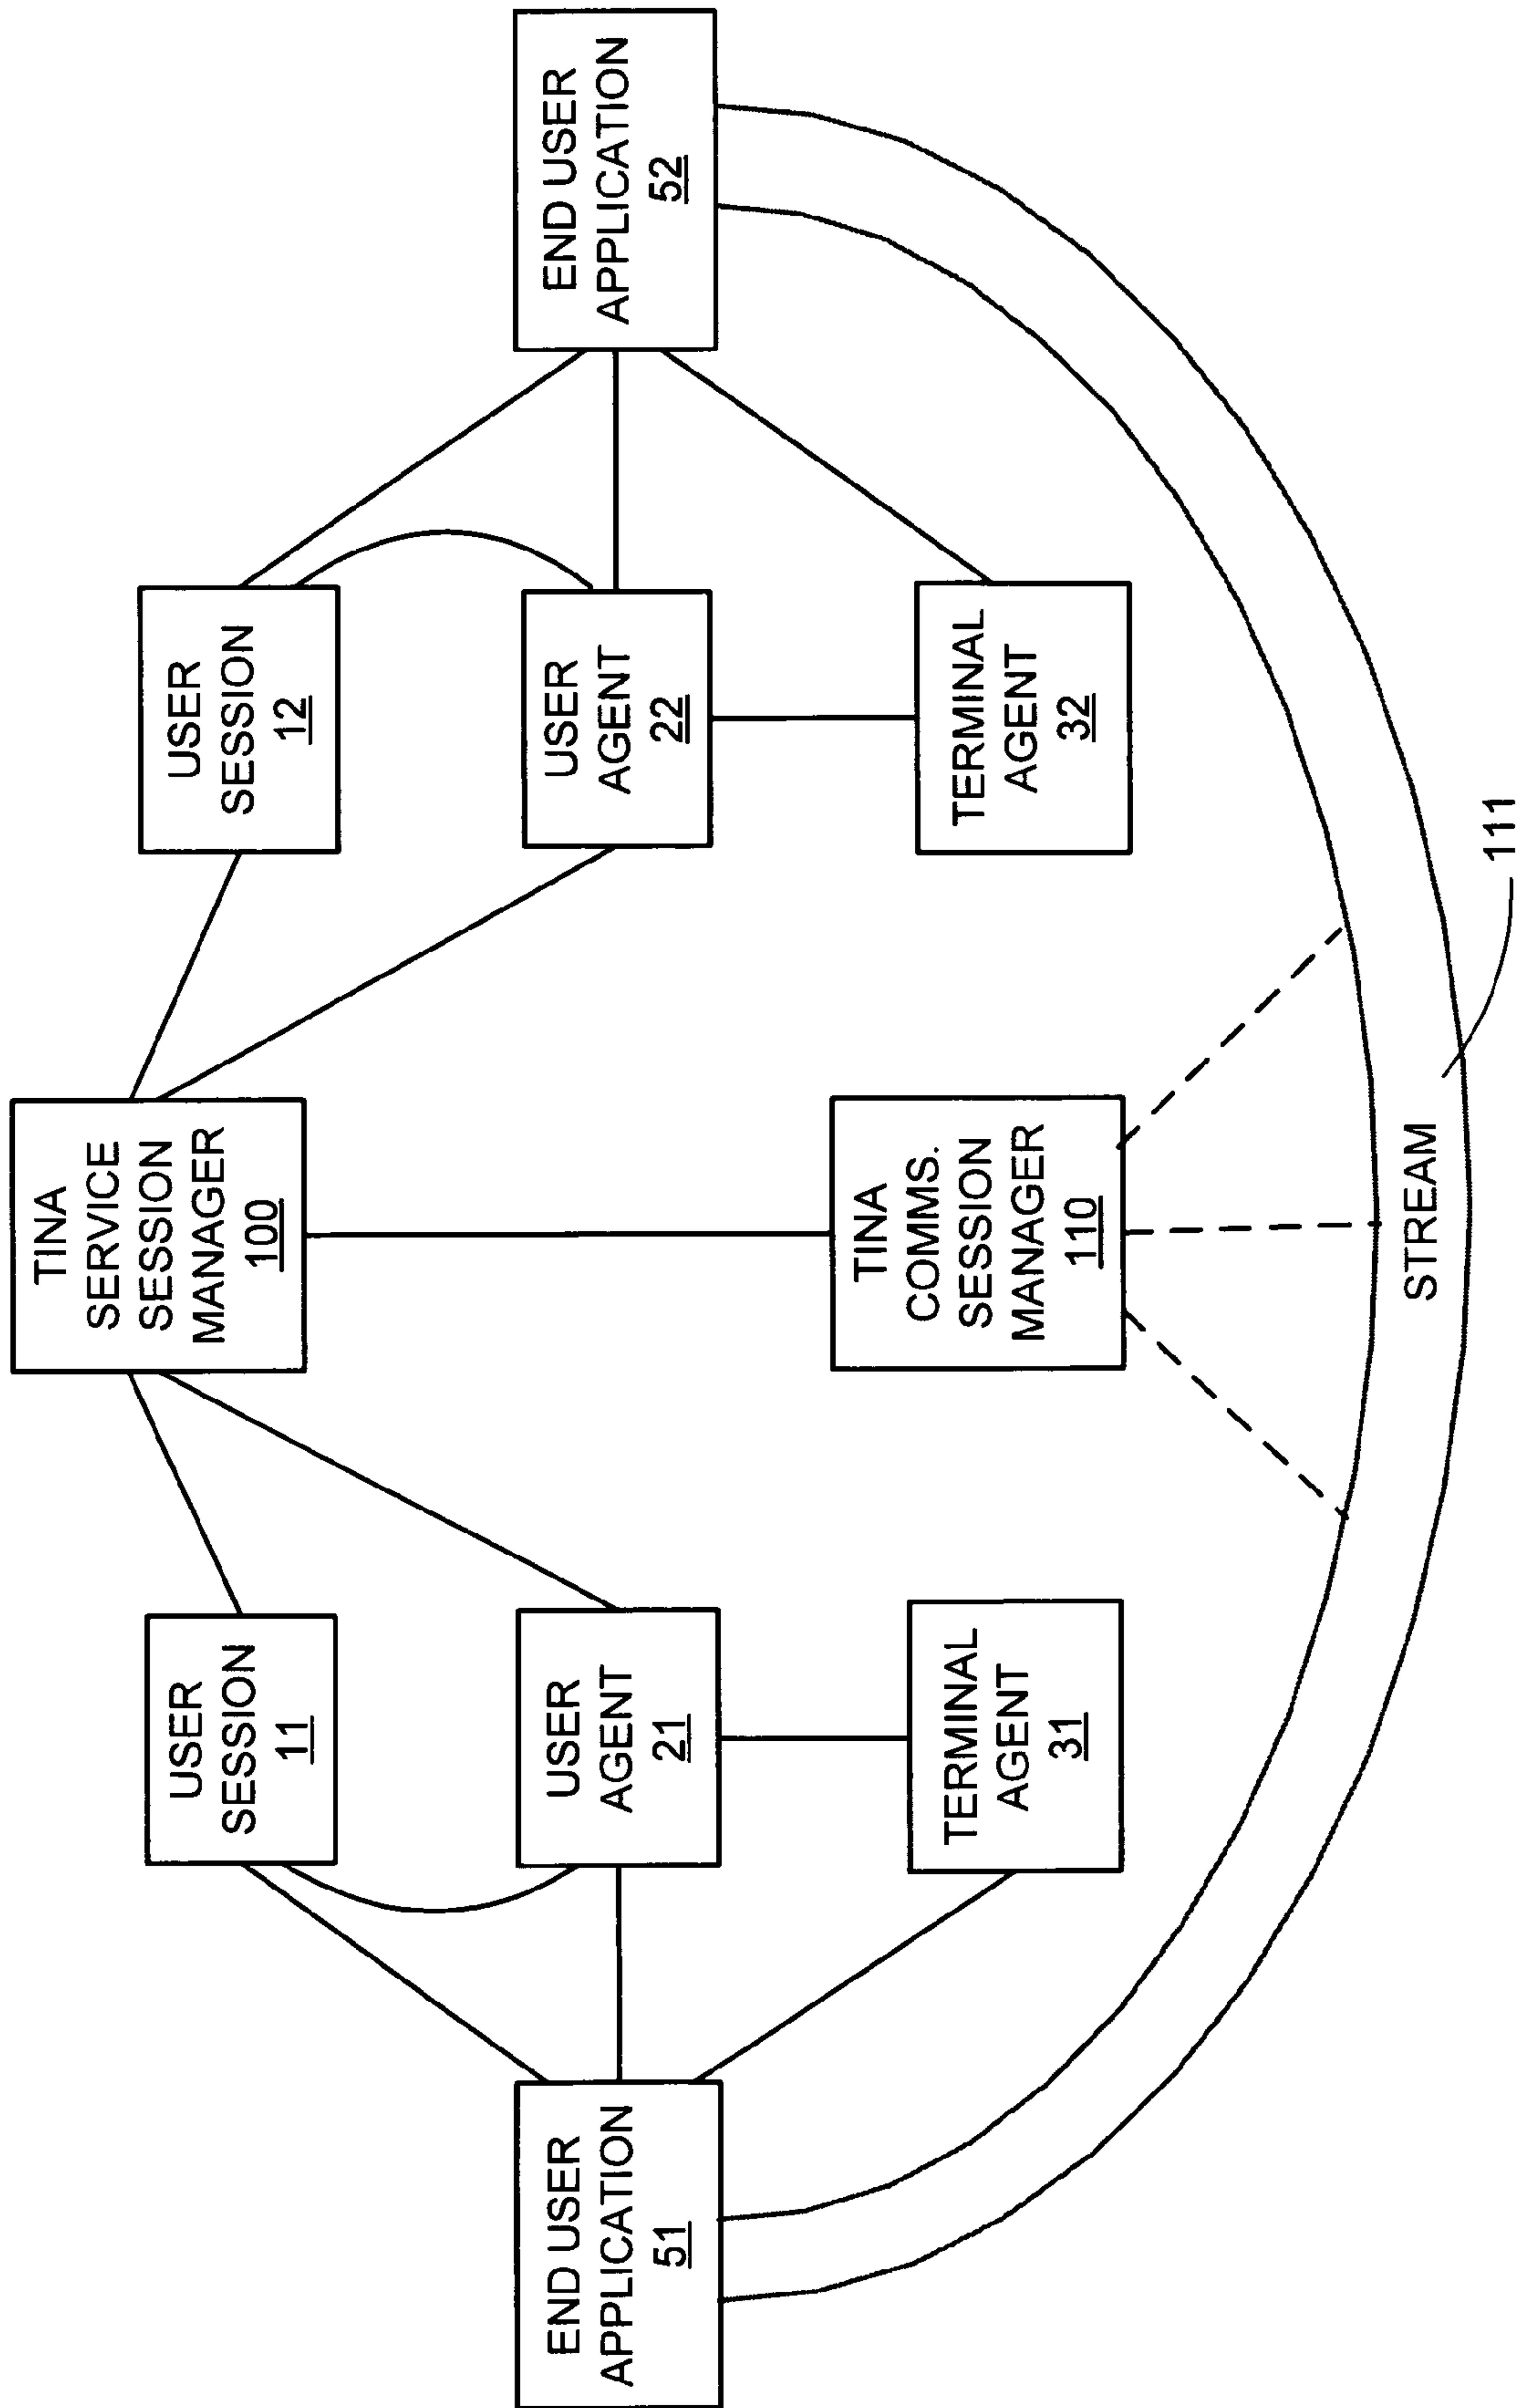 TINA
SERVICE
SESSION
MANAGER
100
USER
SESSION
11
USER
SESSION
12
END USER
APPLICATION
51
USER
AGENT
21
USER
AGENT
22
END USER
APPLICATION
52
TERMINAL
AGENT
31
TINA
COMMS.
SESSION
MANAGER
110
TERMINAL
AGENT
32
STREAM
111